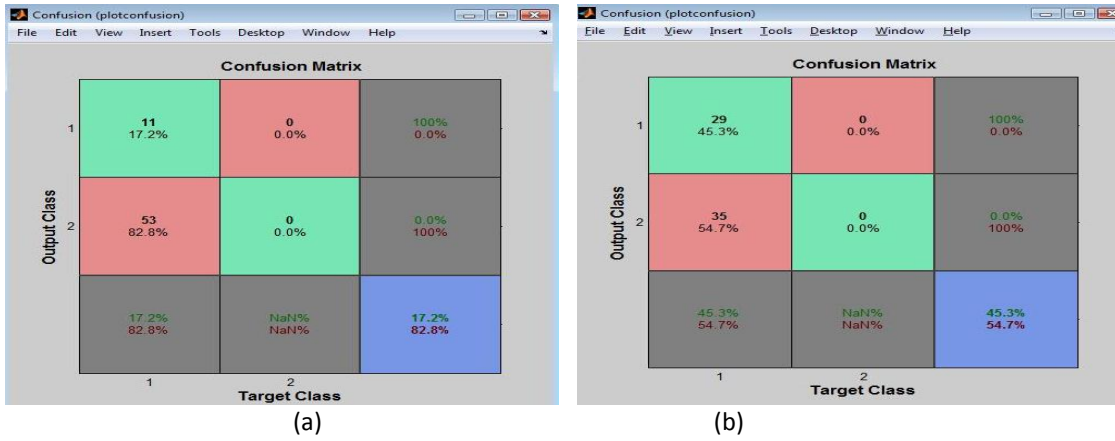 Confusion (plotconfusion)
File Edit View Insert Tools Desktop Window Help
Confusion Matrix
Output Class
1
11
17.2%
0
0.0%
100%
0.0%
2
53
82.8%
0
0.0%
0.0%
100%
17.2%
82.8%
NaN%
NaN%
17.2%
82.8%
1
2
Target Class
(a)
Confusion (plotconfusion)
File Edit View Insert Tools Desktop Window Help
Confusion Matrix
Output Class
1
29
45.3%
0
0.0%
100%
0.0%
2
35
54.7%
0
0.0%
0.0%
100%
45.3%
54.7%
NaN%
NaN%
45.3%
54.7%
1
2
Target Class
(b)